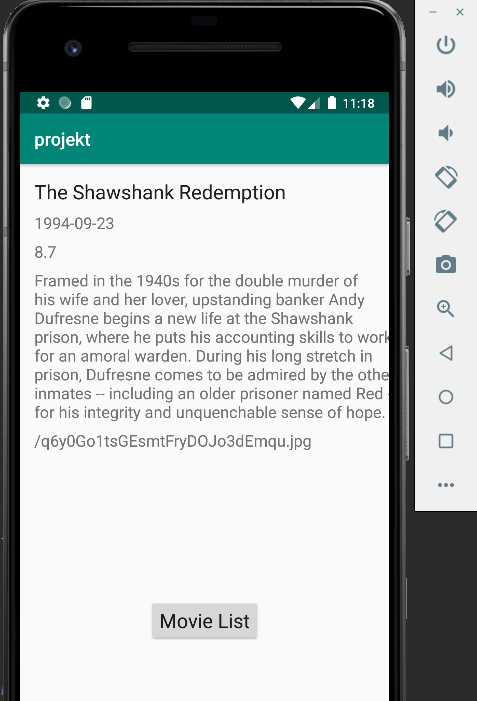 11:18
projekt
The Shawshank Redemption
1994-09-23
8.7
Framed in the 1940s for the double murder of
his wife and her lover, upstanding banker Andy
Dufresne begins a new life at the Shawshank
prison, where he puts his accounting skills to work
for an amoral warden. During his long stretch in
prison, Dufresne comes to be admired by the othe
inmates -- including an older prisoner named Red -
for his integrity and unquenchable sense of hope.
/q6y0Go1tsGEsmtFryDOJo3dEmqu.jpg
Movie List